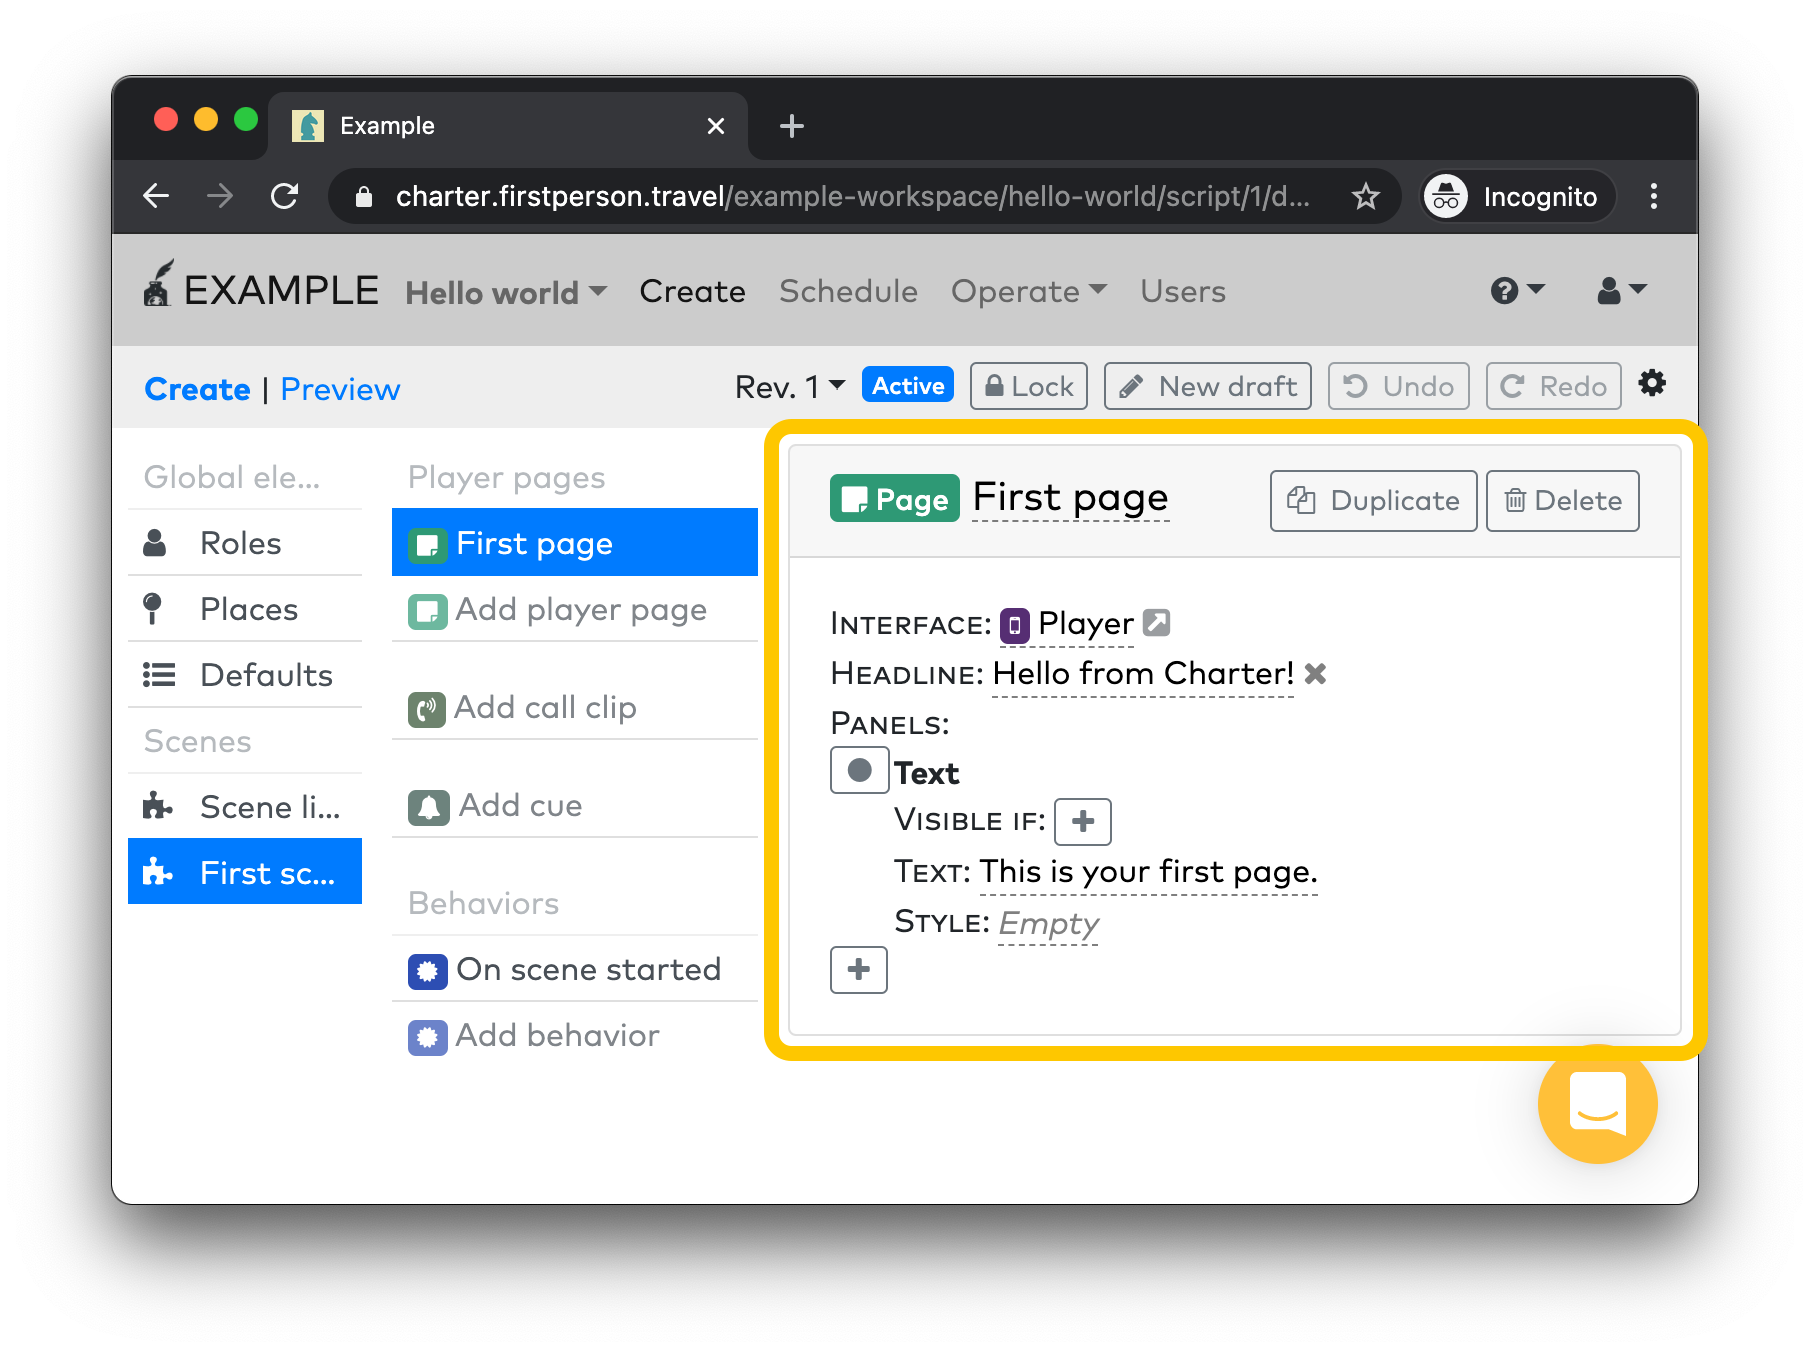 Example
charter.firstperson.travel/example-workspace/hello-world/script/1/d...
Incognito
EXAMPLE Hello world Create Schedule Operate Users
Create | Preview
Rev. 1 Active Lock New draft Undo Redo
Global ele...
Roles
Places
Defaults
Scenes
Scene li...
First sc...
Player pages
First page
Add player page
Add call clip
Add cue
Behaviors
On scene started
Add behavior
Page First page Duplicate Delete
INTERFACE: Player
HEADLINE: Hello from Charter!
PANELS:
Text
VISIBLE IF:
TEXT: This is your first page.
STYLE: Empty